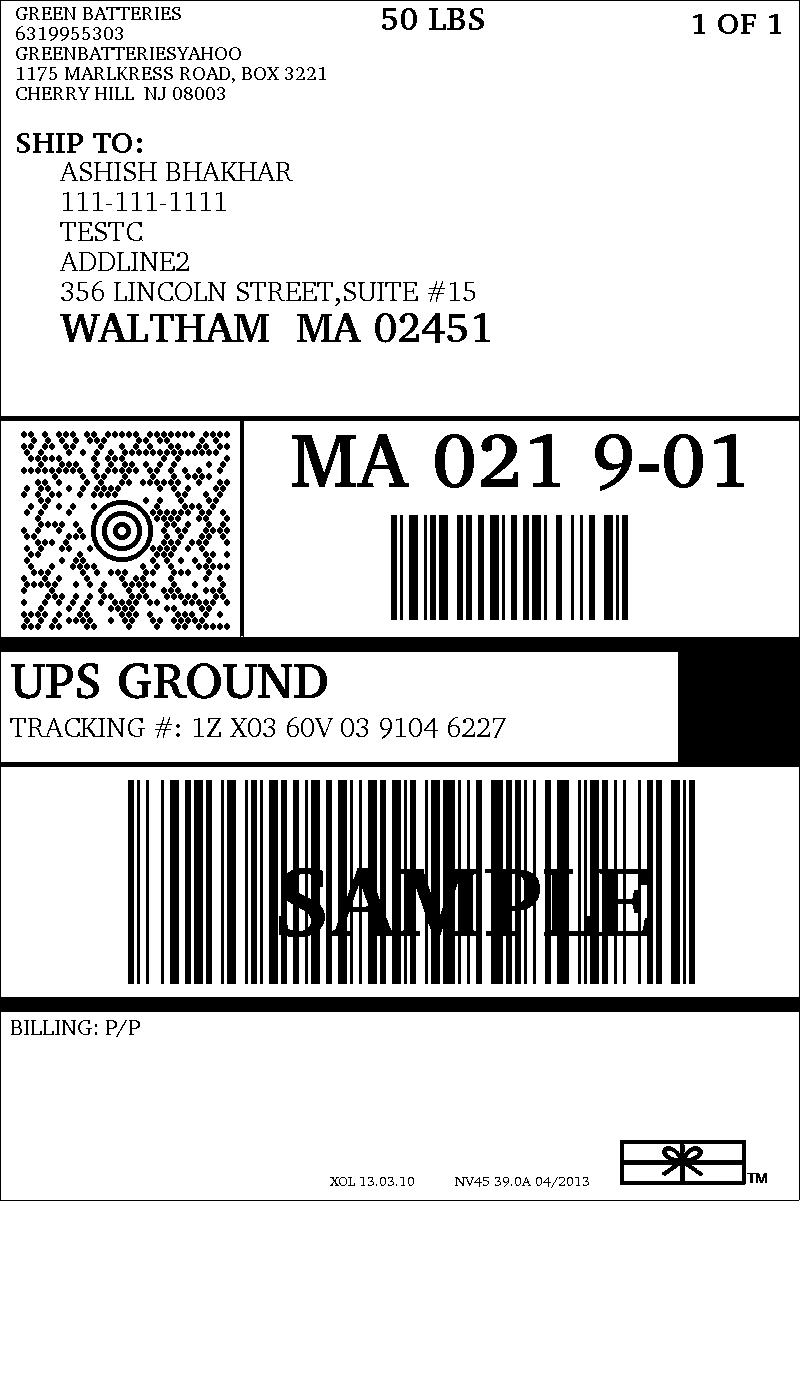 GREEN BATTERIES
6319955303
GREENBATTERIESYAHOO
1175 MARLKRESS ROAD, BOX 3221
CHERRY HILL  NJ 08003
50 LBS
1 OF 1
SHIP TO:
ASHISH BHAKHAR
111-111-1111
TESTC
ADDLINE2
356 LINCOLN STREET,SUITE #15
WALTHAM  MA 02451
MA 021 9-01
UPS GROUND
TRACKING #: 1Z X03 60V 03 9104 6227
SAMPLE
BILLING: P/P
XOL 13.03.10
NV45 39.0A 04/2013
TM